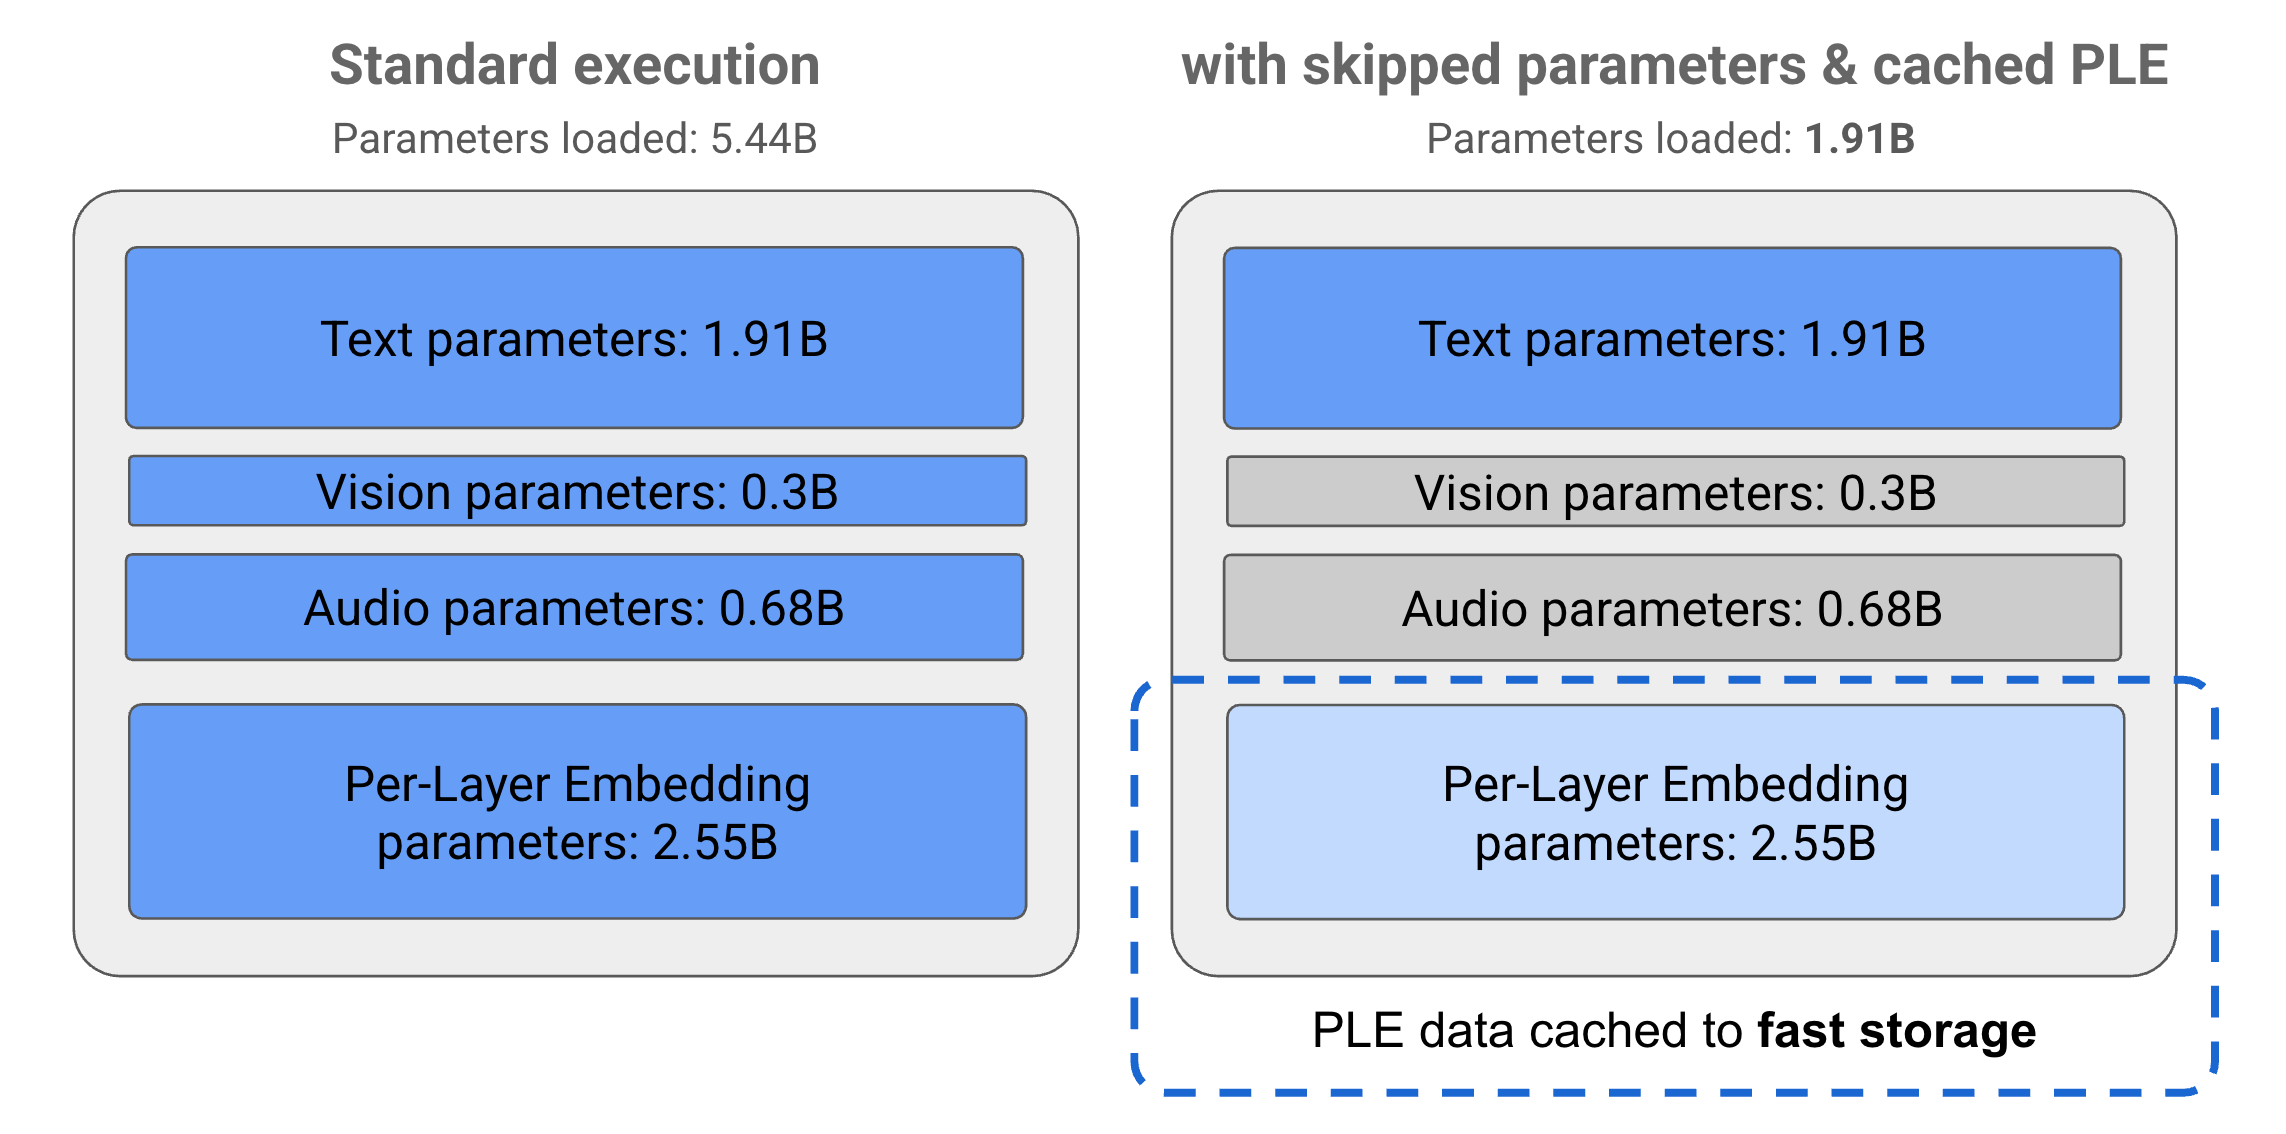 Standard execution
Parameters loaded: 5.44B
Text parameters: 1.91B
Vision parameters: 0.3B
Audio parameters: 0.68B
Per-Layer Embedding
parameters: 2.55B
with skipped parameters & cached PLE
Parameters loaded: 1.91B
Text parameters: 1.91B
Vision parameters: 0.3B
Audio parameters: 0.68B
Per-Layer Embedding
parameters: 2.55B
PLE data cached to fast storage